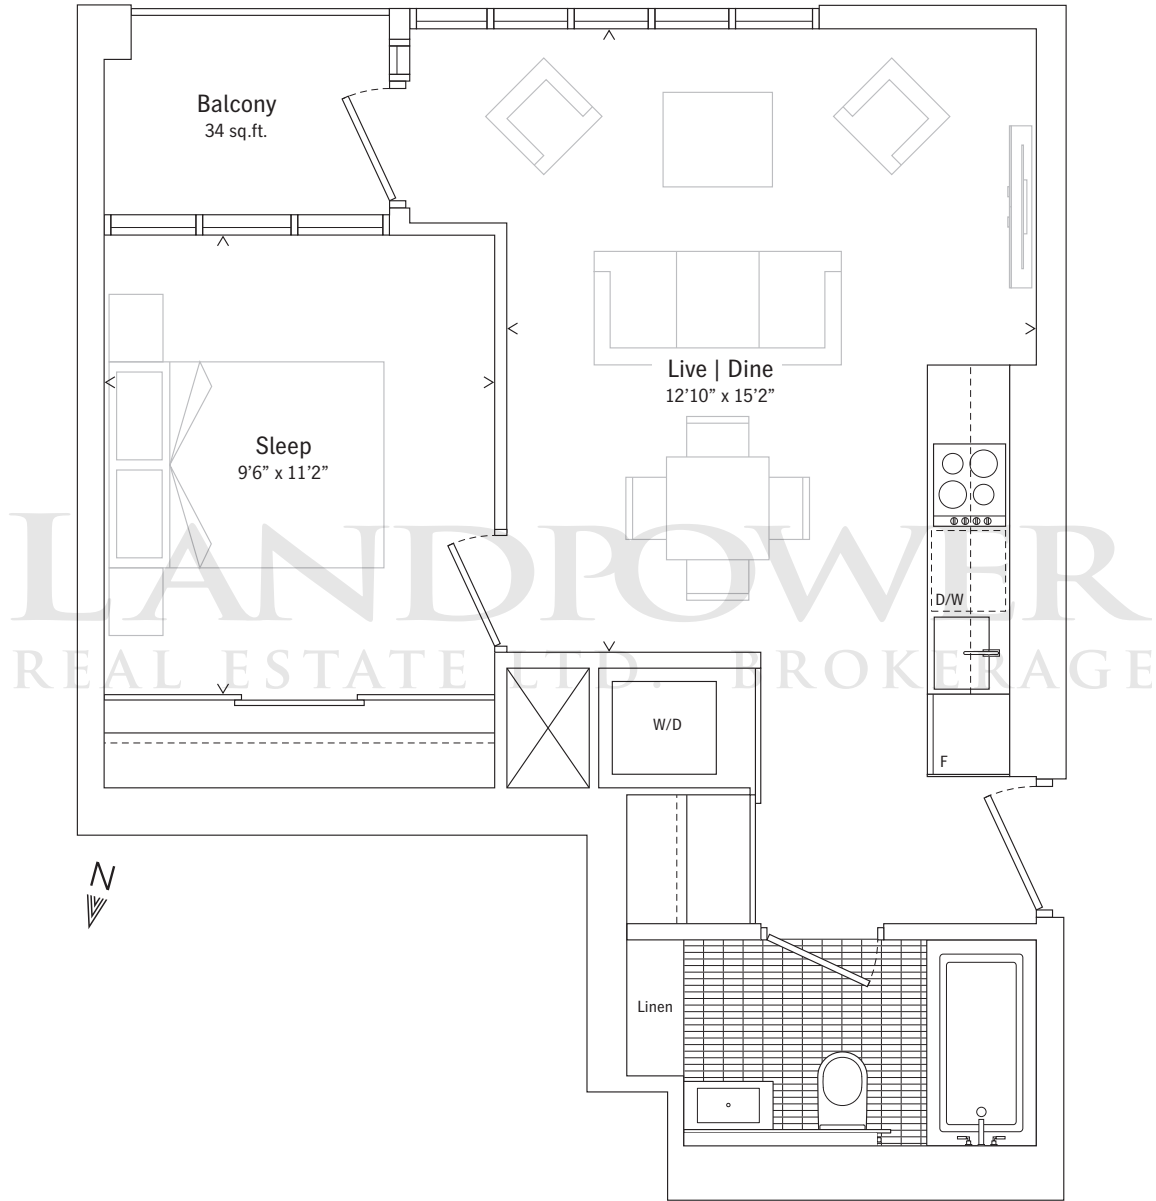 Balcony
34 sq.ft.
Live | Dine
12’10” x 15’2”
Sleep
9’6” x 11’2”
LANDPOWER
D/W
REAL ESTATE LTD. BROKERAGE
W/D
F
N
Linen